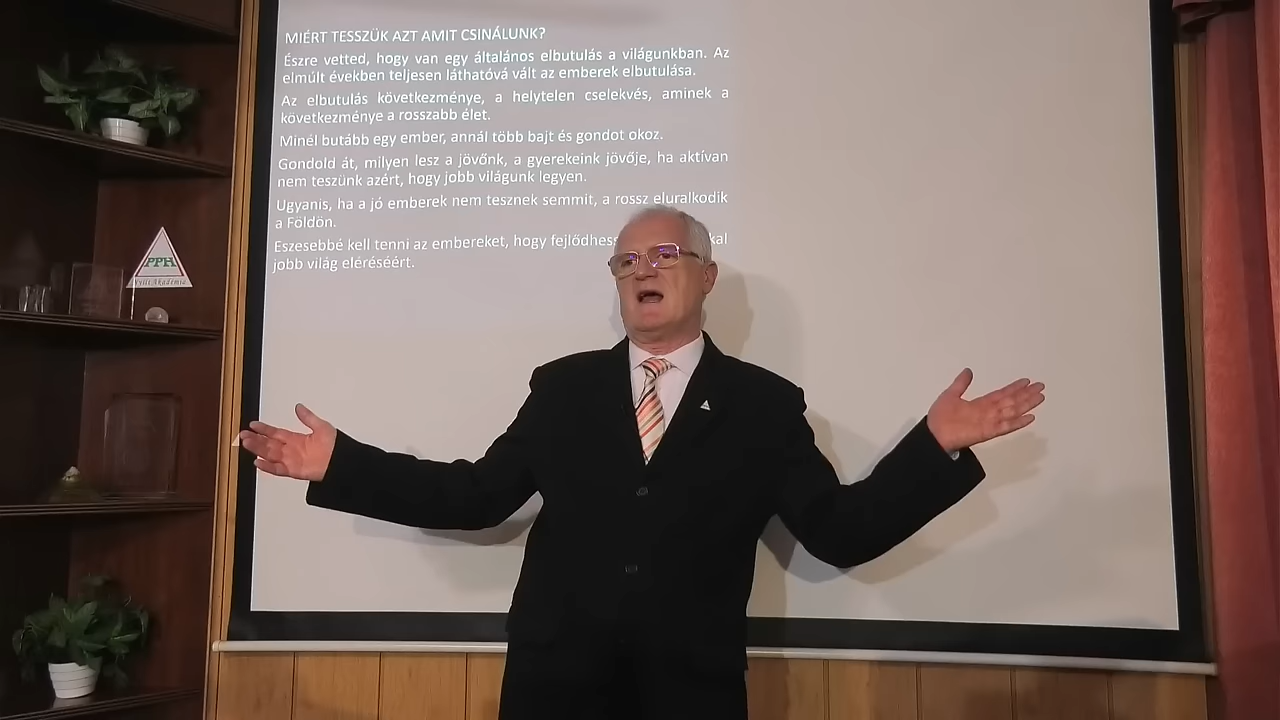 MIÉRT TESSZÜK AZT AMIT CSINÁLUNK?
Észre vetted, hogy van egy általános elbutulás a világunkban. Az
elmúlt években teljesen láthatóvá vált az emberek elbutulása.
Az elbutulás következménye, a helytelen cselekvés, aminek a
következménye a rosszabb élet.
Minél butább egy ember, annál több bajt és gondot okoz.
Gondold át, milyen lesz a jövőnk, a gyerekeink jövője, ha aktívan
nem teszünk azért, hogy jobb világunk legyen.
Ugyanis, ha a jó emberek nem tesznek semmit, a rossz eluralkodik
a Földön.
Eszesebbé kell tenni az embereket, hogy
jobb világ eléréséért.
PPH
Nyílt Akadémia